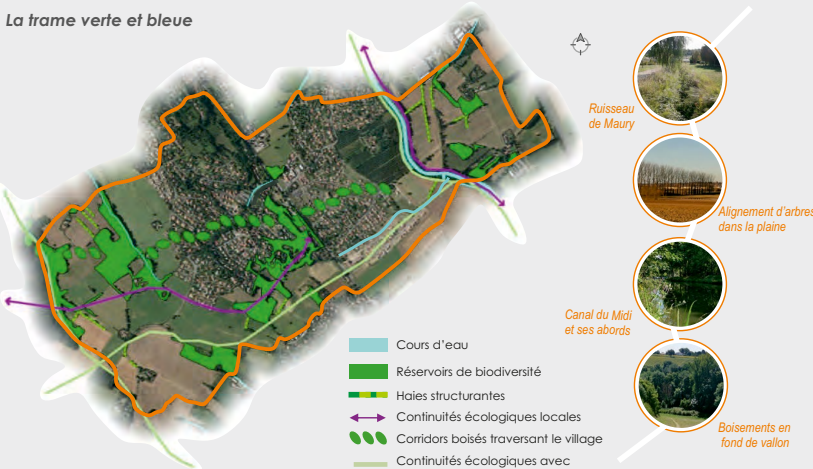 La trame verte et bleue
Ruisseau
de Maury
Alignement d'arbres
dans la plaine
Canal du Midi
et ses abords
Boisements en
fond de vallon
Cours d'eau
Réservoirs de biodiversité
Haies structurantes
Continuités écologiques locales
Corridors boisés traversant le village
Continuités écologiques avec